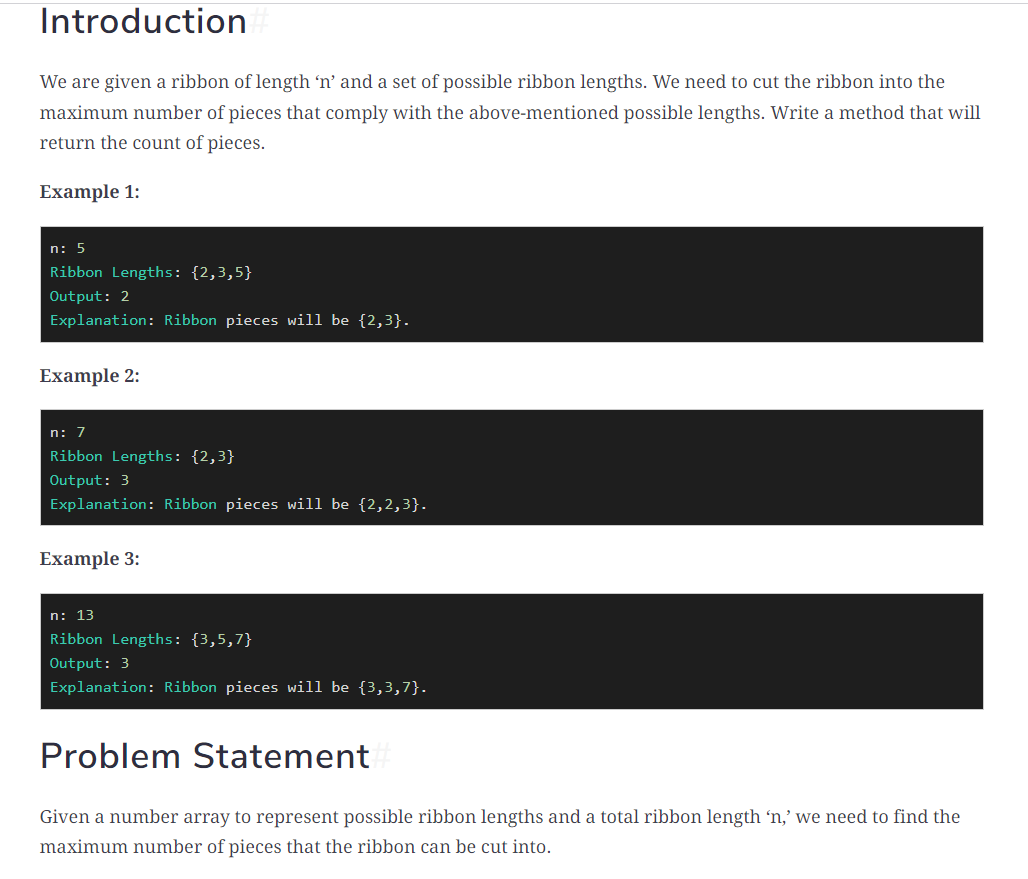 Introduction#
We are given a ribbon of length ‘n’ and a set of possible ribbon lengths. We need to cut the ribbon into the
maximum number of pieces that comply with the above-mentioned possible lengths. Write a method that will
return the count of pieces.
Example 1:
n: 5
Ribbon Lengths: {2,3,5}
Output: 2
Explanation: Ribbon pieces will be {2,3}.
Example 2:
n: 7
Ribbon Lengths: {2,3}
Output: 3
Explanation: Ribbon pieces will be {2,2,3}.
Example 3:
n: 13
Ribbon Lengths: {3,5,7}
Output: 3
Explanation: Ribbon pieces will be {3,3,7}.
Problem Statement#
Given a number array to represent possible ribbon lengths and a total ribbon length ‘n,’ we need to find the
maximum number of pieces that the ribbon can be cut into.